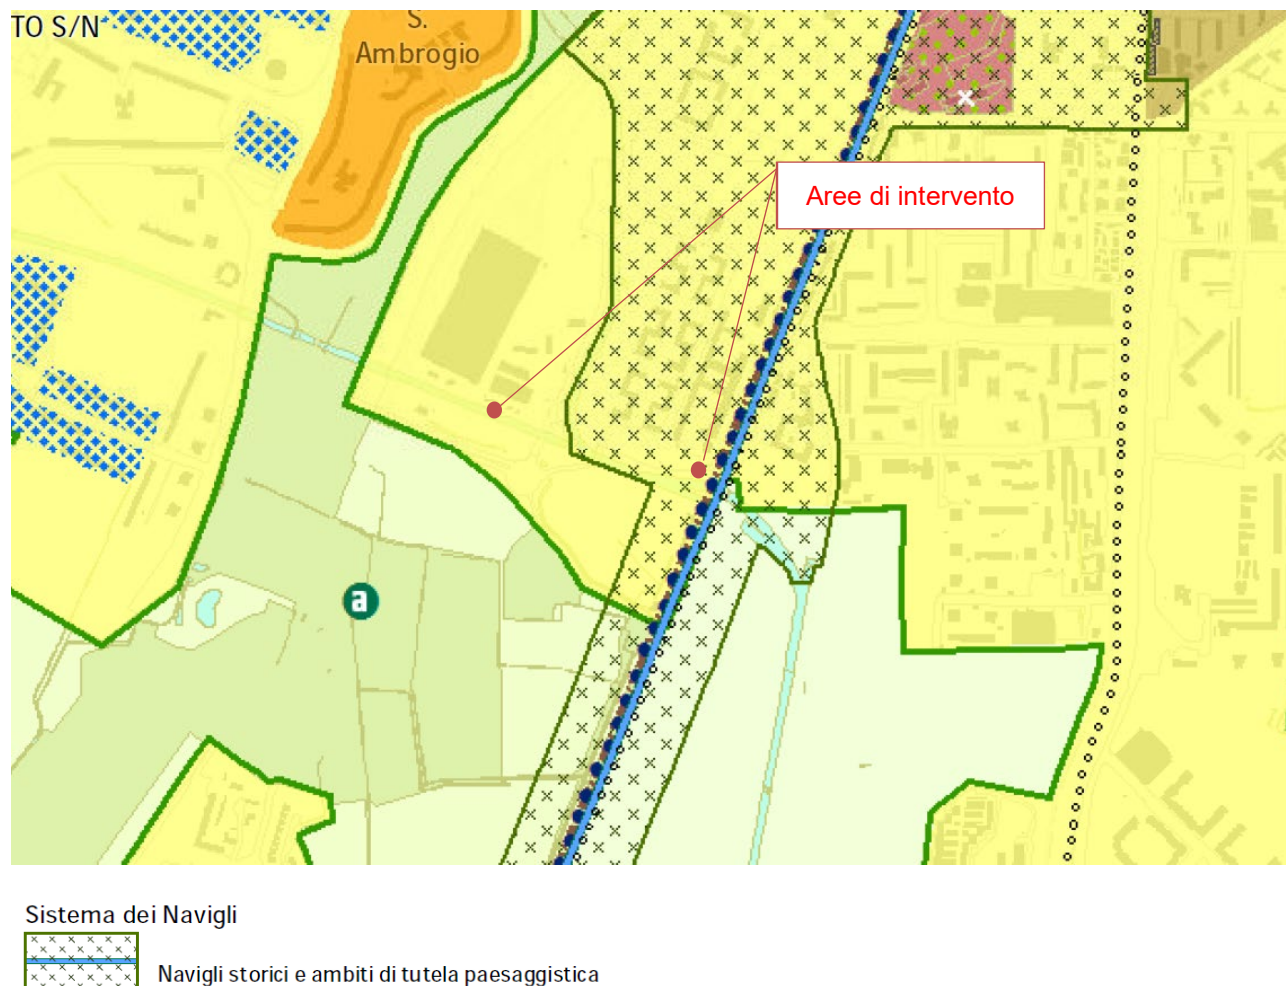 TO S/N
S.
Ambrogio
Aree di intervento
a
Sistema dei Navigli
Navigli storici e ambiti di tutela paesaggistica